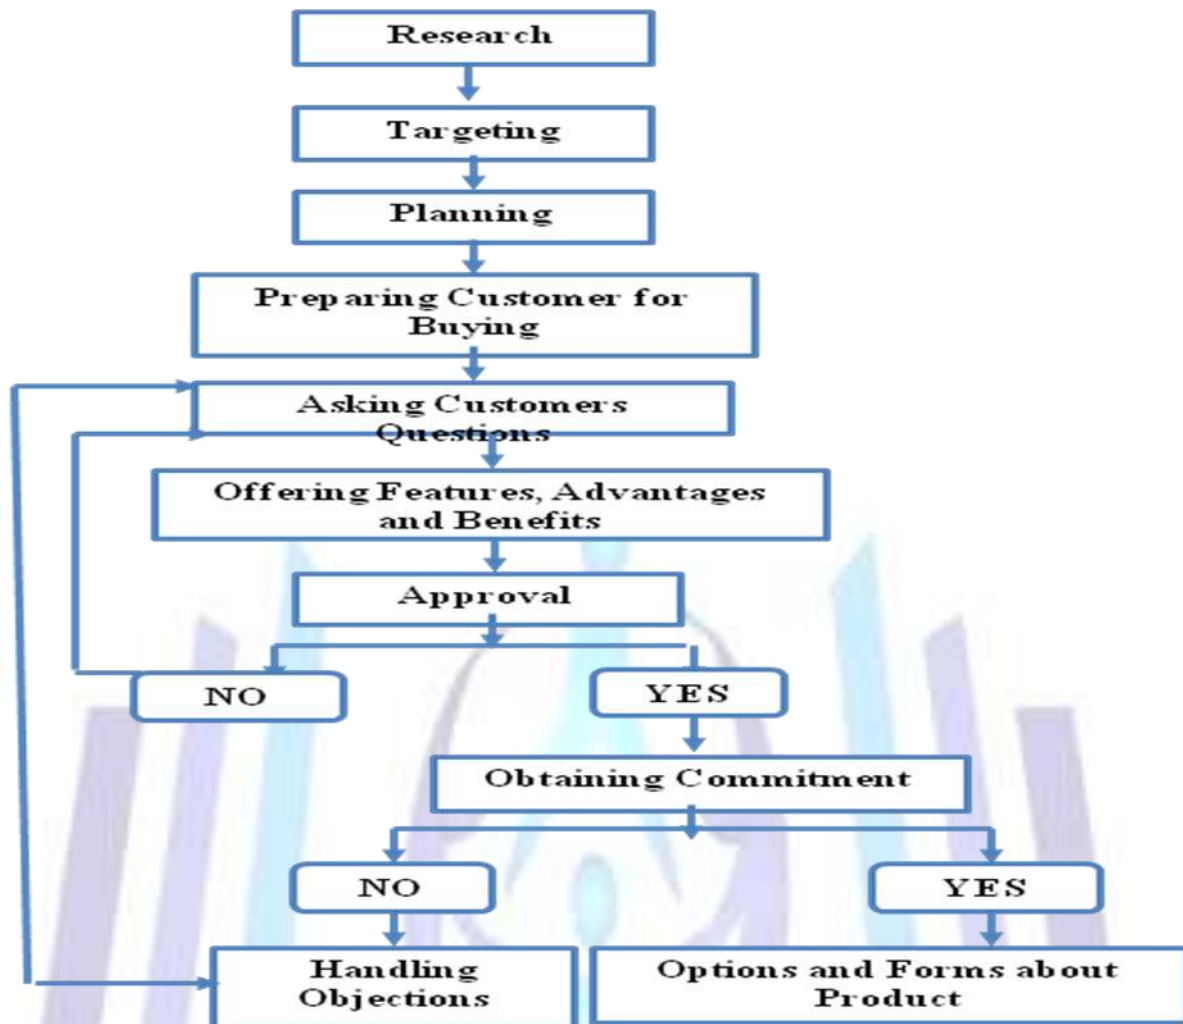 Research
Targeting
Planning
Preparing Customer for
Buying
Asking Customers
Questions
Offering Features, Advantages
and Benefits
Approval
NO
YES
Obtaining Commitment
NO
YES
Handling
Objections
Options and Forms about
Product